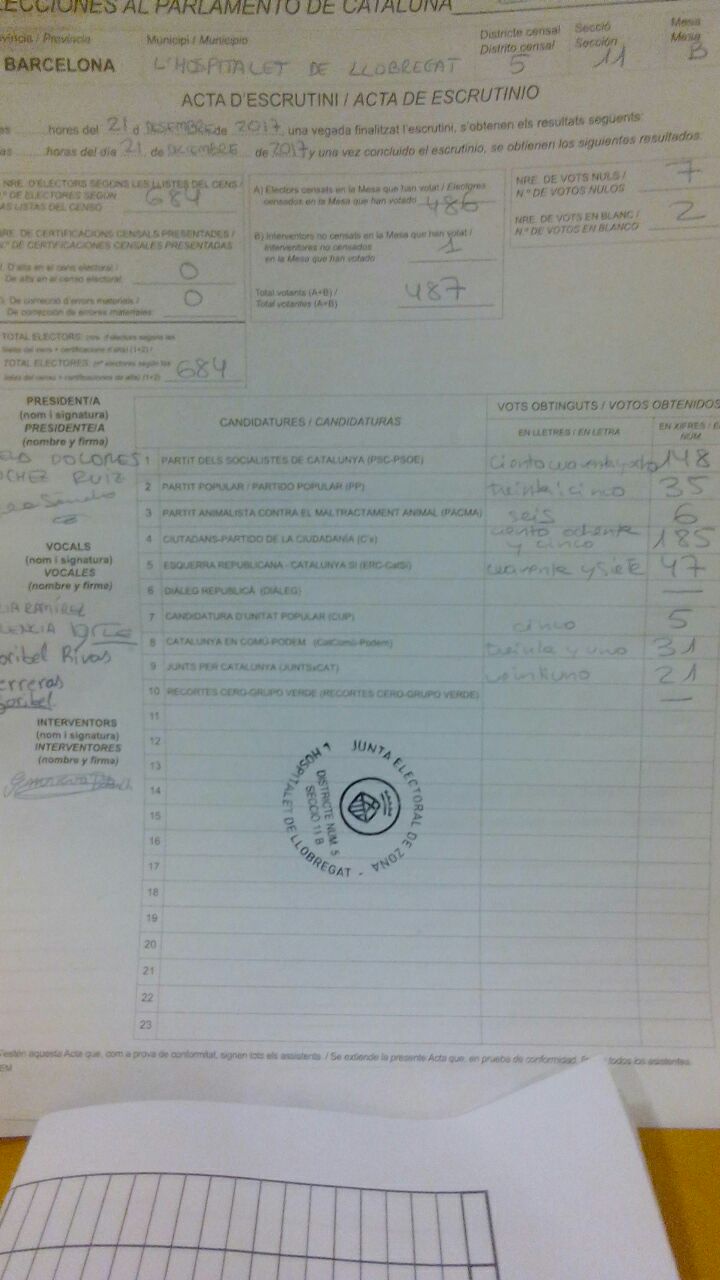 ECCIONES AL PARLAMENTO DE CATALUÑA
víncia / Provincia
BARCELONA
Municipi / Municipio
L'HOSPITALET DE LLOBREGAT
Districte censal
Distrito censal
5
Secció
Sección
11
Mesa
Mesa
B
ACTA D'ESCRUTINI / ACTA DE ESCRUTINIO
as ........ hores del 21 d DESEMBRE de 2017, una vegada finalitzat l'escrutini, s'obtenen els resultats seguents:
as ........ horas del día 21 de DICIEMBRE de 2017 y una vez concluido el escrutinio, se obtienen los siguientes resultados:
NRE. D'ELECTORS SEGONS LES LLISTES DEL CENS /
N.º DE ELECTORES SEGÚN
AS LISTAS DEL CENSO
684
NRE. DE CERTIFICACIONS CENSALS PRESENTADES /
N.º DE CERTIFICACIONES CENSALES PRESENTADAS
D'alta en el cens electoral /
De alta en el censo electoral:
0
De correcció d'errors materials /
De corrección de errores materiales:
0
TOTAL ELECTORS: (nre. d'electors segons les
llistes del cens + certificacions d'alta) (1+2) /
TOTAL ELECTORES: (nº electores según las
listas del censo + certificaciones de alta) (1+2)
684
A) Electors censats en la Mesa que han votat / Electores
censados en la Mesa que han votado
486
B) Interventors no censats en la Mesa que han votat /
Interventores no censados
en la Mesa que han votado
1
Total votants (A+B) /
Total votantes (A+B)
487
NRE. DE VOTS NULS /
N.º DE VOTOS NULOS
7
NRE. DE VOTS EN BLANC /
N.º DE VOTOS EN BLANCO
2
PRESIDENT/A
(nom i signatura)
PRESIDENTE/A
(nombre y firma)
DOLORES
CHEZ RUIZ
VOCALS
(nom i signatura)
VOCALES
(nombre y firma)
IA RAMÍREZ
LENCIA
oribel Rivas
erreras
INTERVENTORS
(nom i signatura)
INTERVENTORES
(nombre y firma)
CANDIDATURES / CANDIDATURAS
VOTS OBTINGUTS / VOTOS OBTENIDOS
EN LLETRES / EN LETRA
EN XIFRES / E
NÚM
1 PARTIT DELS SOCIALISTES DE CATALUNYA (PSC-PSOE) Ciento cuarenta y ocho 148
2 PARTIT POPULAR / PARTIDO POPULAR (PP) treinta i cinco 35
3 PARTIT ANIMALISTA CONTRA EL MALTRACTAMENT ANIMAL (PACMA) seis 6
4 CIUTADANS-PARTIDO DE LA CIUDADANÍA (C's) ciento ochenta y cinco 185
5 ESQUERRA REPUBLICANA - CATALUNYA SÍ (ERC-CatSí) cuarenta y siete 47
6 DIÀLEG REPUBLICÀ (DIÀLEG) —
7 CANDIDATURA D'UNITAT POPULAR (CUP) cinco 5
8 CATALUNYA EN COMÚ-PODEM (CatComú-Podem) treinta y uno 31
9 JUNTS PER CATALUNYA (JUNTSxCAT) veintiuno 21
10 RECORTES CERO-GRUPO VERDE (RECORTES CERO-GRUPO VERDE) —
11
12
13
14
15
16
17
18
19
20
21
22
23
JUNTA ELECTORAL DE ZONA - HOSPITALET DE LLOBREGAT
DISTRICTE NÚM. 5
SECCIÓ 11 B
estén aquesta Acta que, com a prova de conformitat, signen tots els assistents. / Se extiende la presente Acta que, en prueba de conformidad, todos los asistentes.